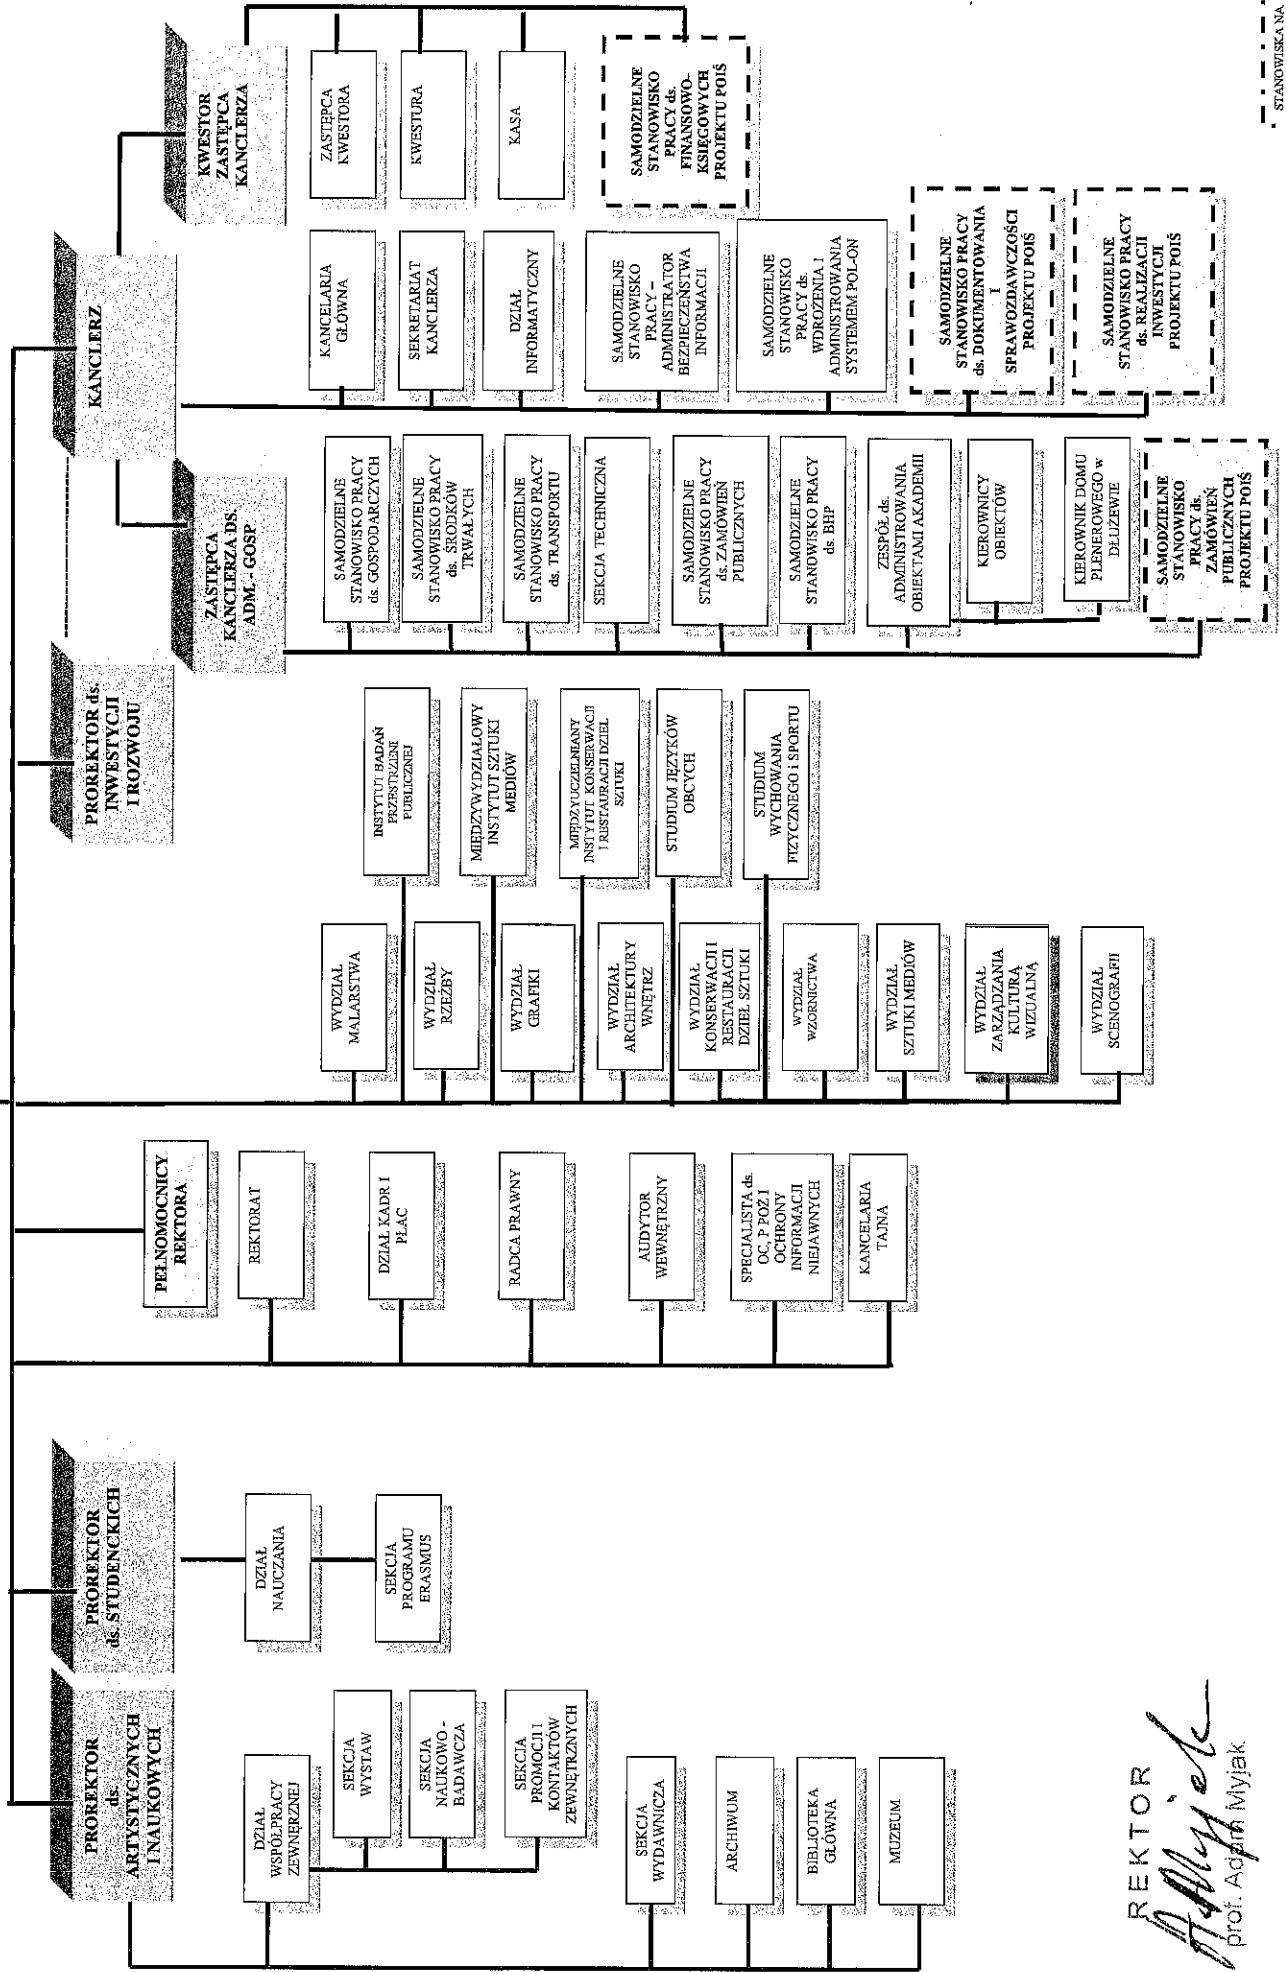 PROREKTOR
ds.
ARTYSTYCZNYCH
I NAUKOWYCH
DZIAŁ
WSPÓŁPRACY
ZEWNĘRZNEJ
SEKCJA
WYSTAW
SEKCJA
NAUKOWO -
BADAWCZA
SEKCJA
PROMOCJI I
KONTAKTÓW
ZEWNĘTRZNYCH
SEKCJA
WYDAWNICZA
ARCHIWUM
BIBLIOTEKA
GŁÓWNA
MUZEUM
PROREKTOR
ds. STUDENCKICH
DZIAŁ
NAUCZANIA
SEKCJA
PROGRAMU
ERASMUS
PEŁNOMOCNICY
REKTORA
REKTORAT
DZIAŁ KADR I
PŁAC
RADCA PRAWNY
AUDYTOR
WEWNĘTRZNY
SPECJALISTA ds.
OC, P POŻ I
OCHRONY
INFORMACJI
NIEJAWNYCH
KANCELARIA
TAJNA
WYDZIAŁ
MALARSTWA
WYDZIAŁ
RZEŹBY
WYDZIAŁ
GRAFIKI
WYDZIAŁ
ARCHITEKTURY
WNĘTRZ
WYDZIAŁ
KONSERWACJI I
RESTAURACJI
DZIEŁ SZTUKI
WYDZIAŁ
WZORNICTWA
WYDZIAŁ
SZTUKI MEDIÓW
WYDZIAŁ
ZARZĄDZANIA
KULTURĄ
WIZUALNĄ
WYDZIAŁ
SCENOGRAFII
INSTYTUT BADAŃ
PRZESTRZENI
PUBLICZNEJ
MIĘDZYWYDZIAŁOWY
INSTYTUT SZTUKI
MEDIÓW
MIĘDZYUCZELNIANY
INSTYTUT KONSERWACJI
I RESTAURACJI DZIEŁ
SZTUKI
STUDIUM JĘZYKÓW
OBCYCH
STUDIUM
WYCHOWANIA
FIZYCZNEGO i SPORTU
PROREKTOR ds.
INWESTYCJI
I ROZWOJU
KANCLERZ
ZASTĘPCA
KANCLERZA DS.
ADM. - GOSP.
SAMODZIELNE
STANOWISKO PRACY
ds. GOSPODARCZYCH
SAMODZIELNE
STANOWISKO PRACY
ds. ŚRODKÓW
TRWAŁYCH
SAMODZIELNE
STANOWISKO PRACY
ds. TRANSPORTU
SEKCJA TECHNICZNA
SAMODZIELNE
STANOWISKO PRACY
ds. ZAMÓWIEŃ
PUBLICZNYCH
SAMODZIELNE
STANOWISKO PRACY
ds. BHP
ZESPÓŁ ds.
ADMINISTROWANIA
OBIEKTAMI AKADEMII
KIEROWNICY
OBIEKTÓW
KIEROWNIK DOMU
PLENEROWEGO w
DŁUŻEWIE
SAMODZIELNE
STANOWISKO
PRACY ds.
ZAMÓWIEŃ
PUBLICZNYCH
PROJEKTU POIŚ
KANCELARIA
GŁÓWNA
SEKRETARIAT
KANCLERZA
DZIAŁ
INFORMATYCZNY
SAMODZIELNE
STANOWISKO
PRACY –
ADMINISTRATOR
BEZPIECZEŃSTWA
INFORMACJI
SAMODZIELNE
STANOWISKO
PRACY ds.
WDROŻENIA I
ADMINISTROWANIA
SYSTEMEM POL-ON
SAMODZIELNE
STANOWISKO PRACY
ds. DOKUMENTOWANIA
I
SPRAWOZDAWCZOŚCI
PROJEKTU POIŚ
SAMODZIELNE
STANOWISKO PRACY
ds. REALIZACJI
INWESTYCJI
PROJEKTU POIŚ
KWESTOR
ZASTĘPCA
KANCLERZA
ZASTĘPCA
KWESTORA
KWESTURA
KASA
SAMODZIELNE
STANOWISKO
PRACY ds.
FINANSOWO-
KSIĘGOWYCH
PROJEKTU POIŚ
STANOWISKA NA
REKTOR
prof. Adam Myjak